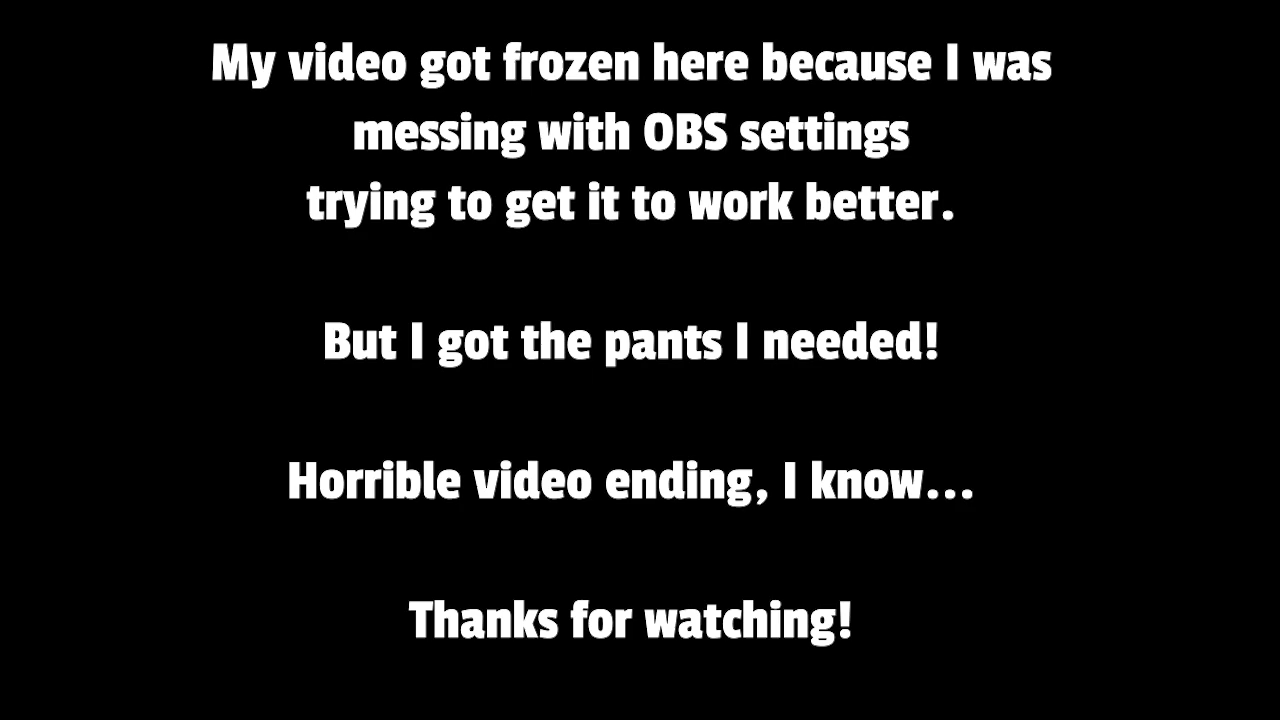 My video got frozen here because I was
messing with OBS settings
trying to get it to work better.
But I got the pants I needed!
Horrible video ending, I know...
Thanks for watching!